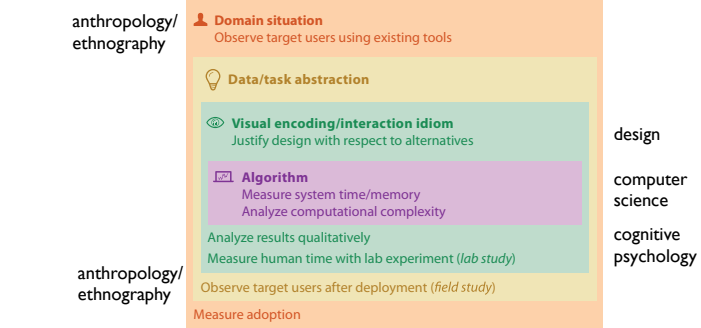 anthropology/
ethnography
Domain situation
Observe target users using existing tools
Data/task abstraction
Visual encoding/interaction idiom
Justify design with respect to alternatives
design
Algorithm
Measure system time/memory
Analyze computational complexity
computer
science
Analyze results qualitatively
Measure human time with lab experiment (lab study)
cognitive
psychology
anthropology/
ethnography
Observe target users after deployment (field study)
Measure adoption